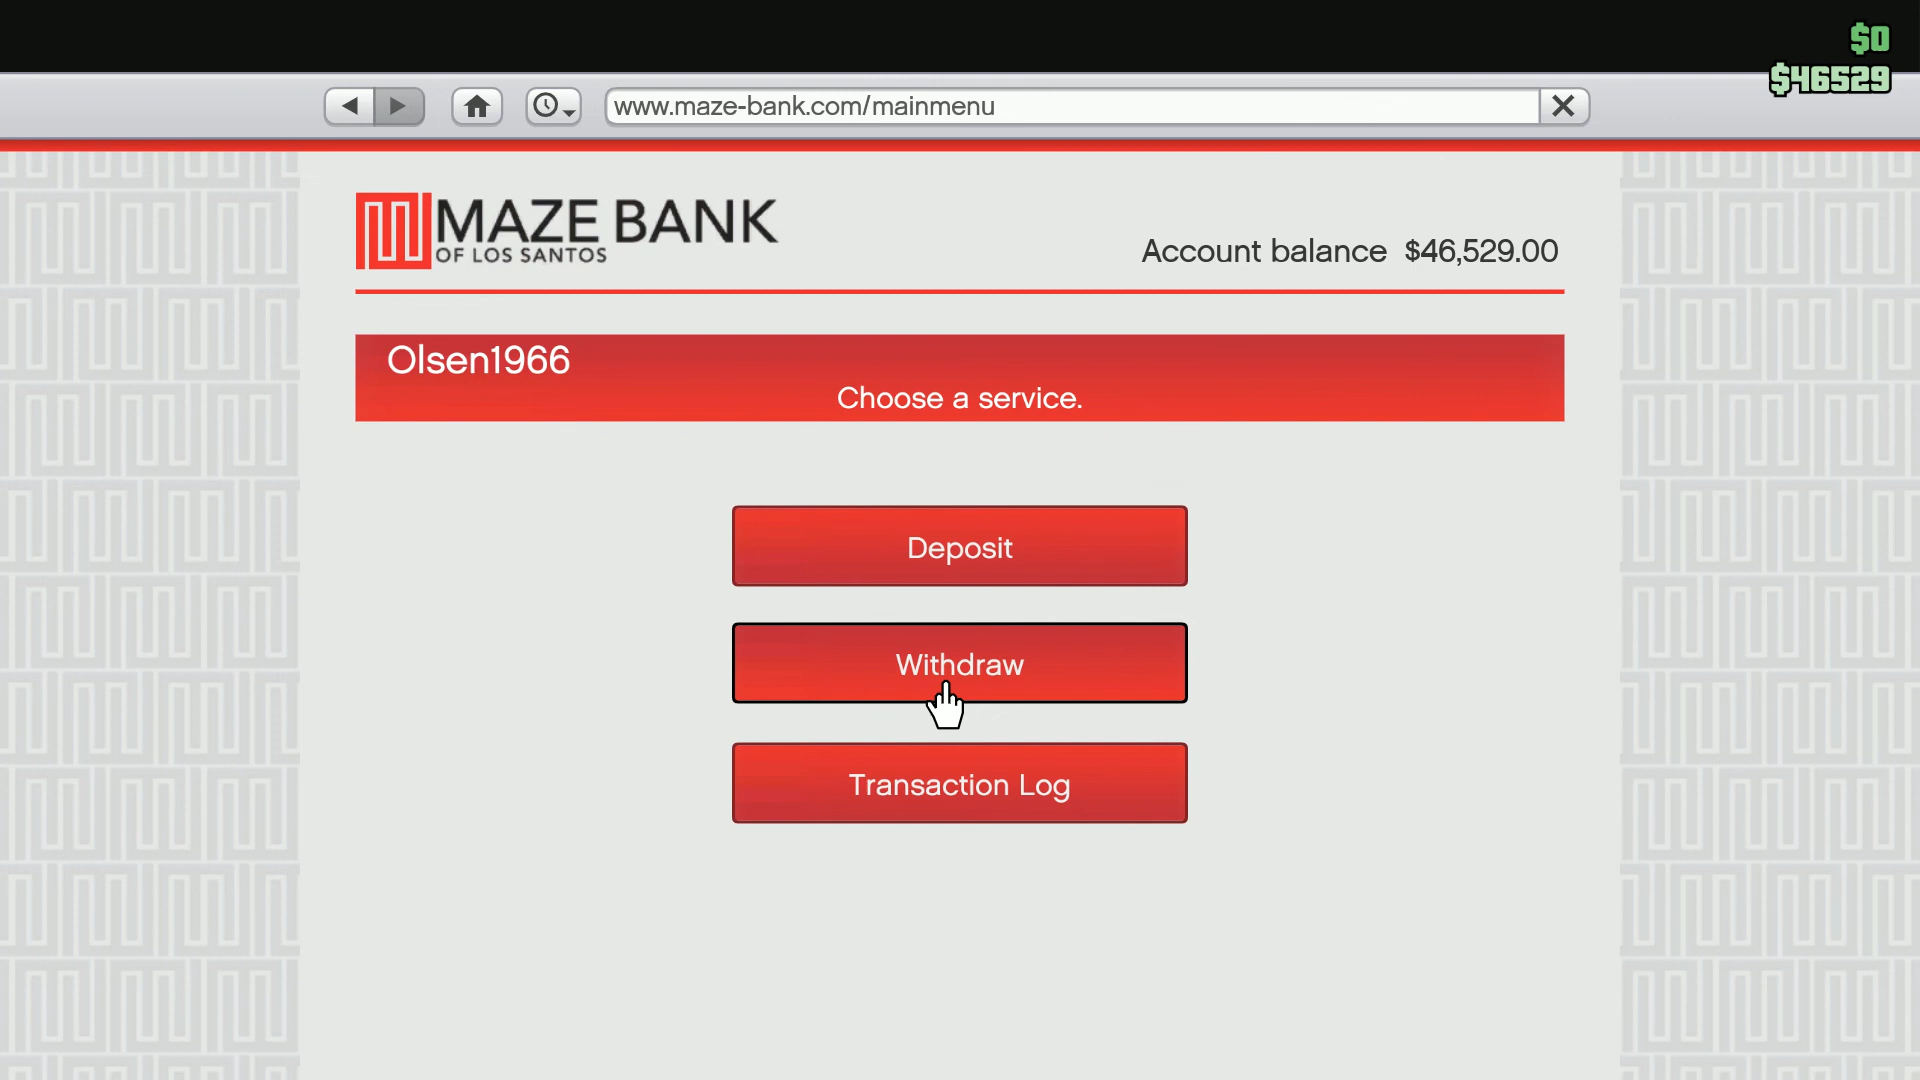 $0
$46529
www.maze-bank.com/mainmenu
MAZE BANK
OF LOS SANTOS
Account balance $46,529.00
Olsen1966
Choose a service.
Deposit
Withdraw
Transaction Log